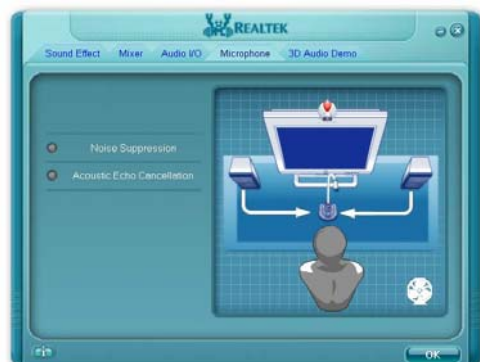 REALTEK
Sound Effect Mixer Audio I/O Microphone 3D Audio Demo
Noise Suppression
Acoustic Echo Cancellation
i
OK